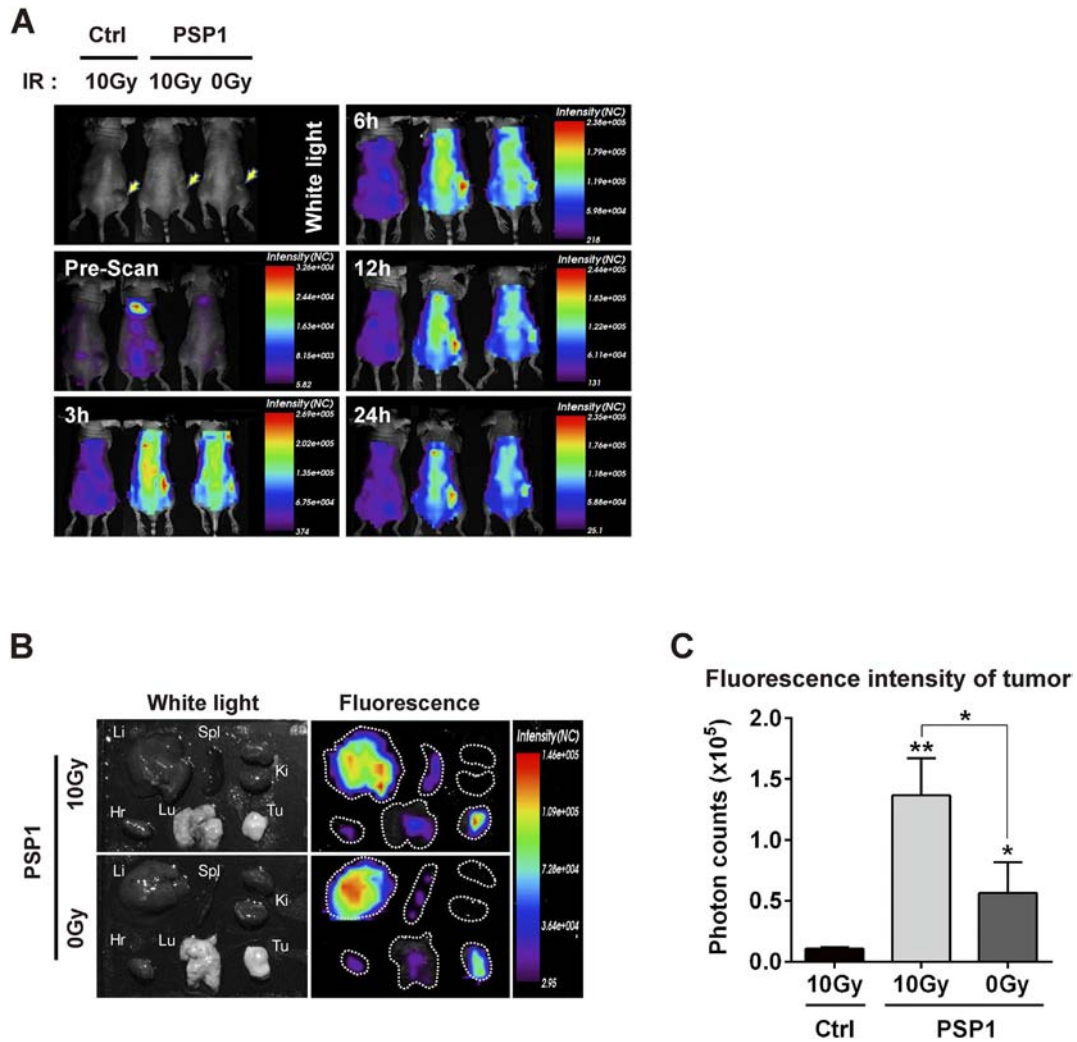 A
Ctrl PSP1
IR : 10Gy 10Gy 0Gy
White light
6h
Intensity(NC)
2.38e+005
1.79e+005
1.19e+005
5.98e+004
218
Pre-Scan
Intensity(NC)
3.26e+004
2.44e+004
1.63e+004
8.15e+003
5.62
12h
Intensity(NC)
2.44e+005
1.83e+005
1.22e+005
6.11e+004
131
3h
Intensity(NC)
2.69e+005
2.02e+005
1.35e+005
6.75e+004
374
24h
Intensity(NC)
2.35e+005
1.76e+005
1.18e+005
5.88e+004
25.1
B
White light Fluorescence
PSP1
10Gy
Li Spl
Ki
Hr Lu Tu
0Gy
Li Spl
Ki
Hr Lu Tu
Intensity(NC)
1.46e+005
1.09e+005
7.28e+004
3.64e+004
2.95
C
Fluorescence intensity of tumor
Photon counts (x10⁵)
2.0
1.5
1.0
0.5
0.0
*
**
*
10Gy 10Gy 0Gy
Ctrl PSP1